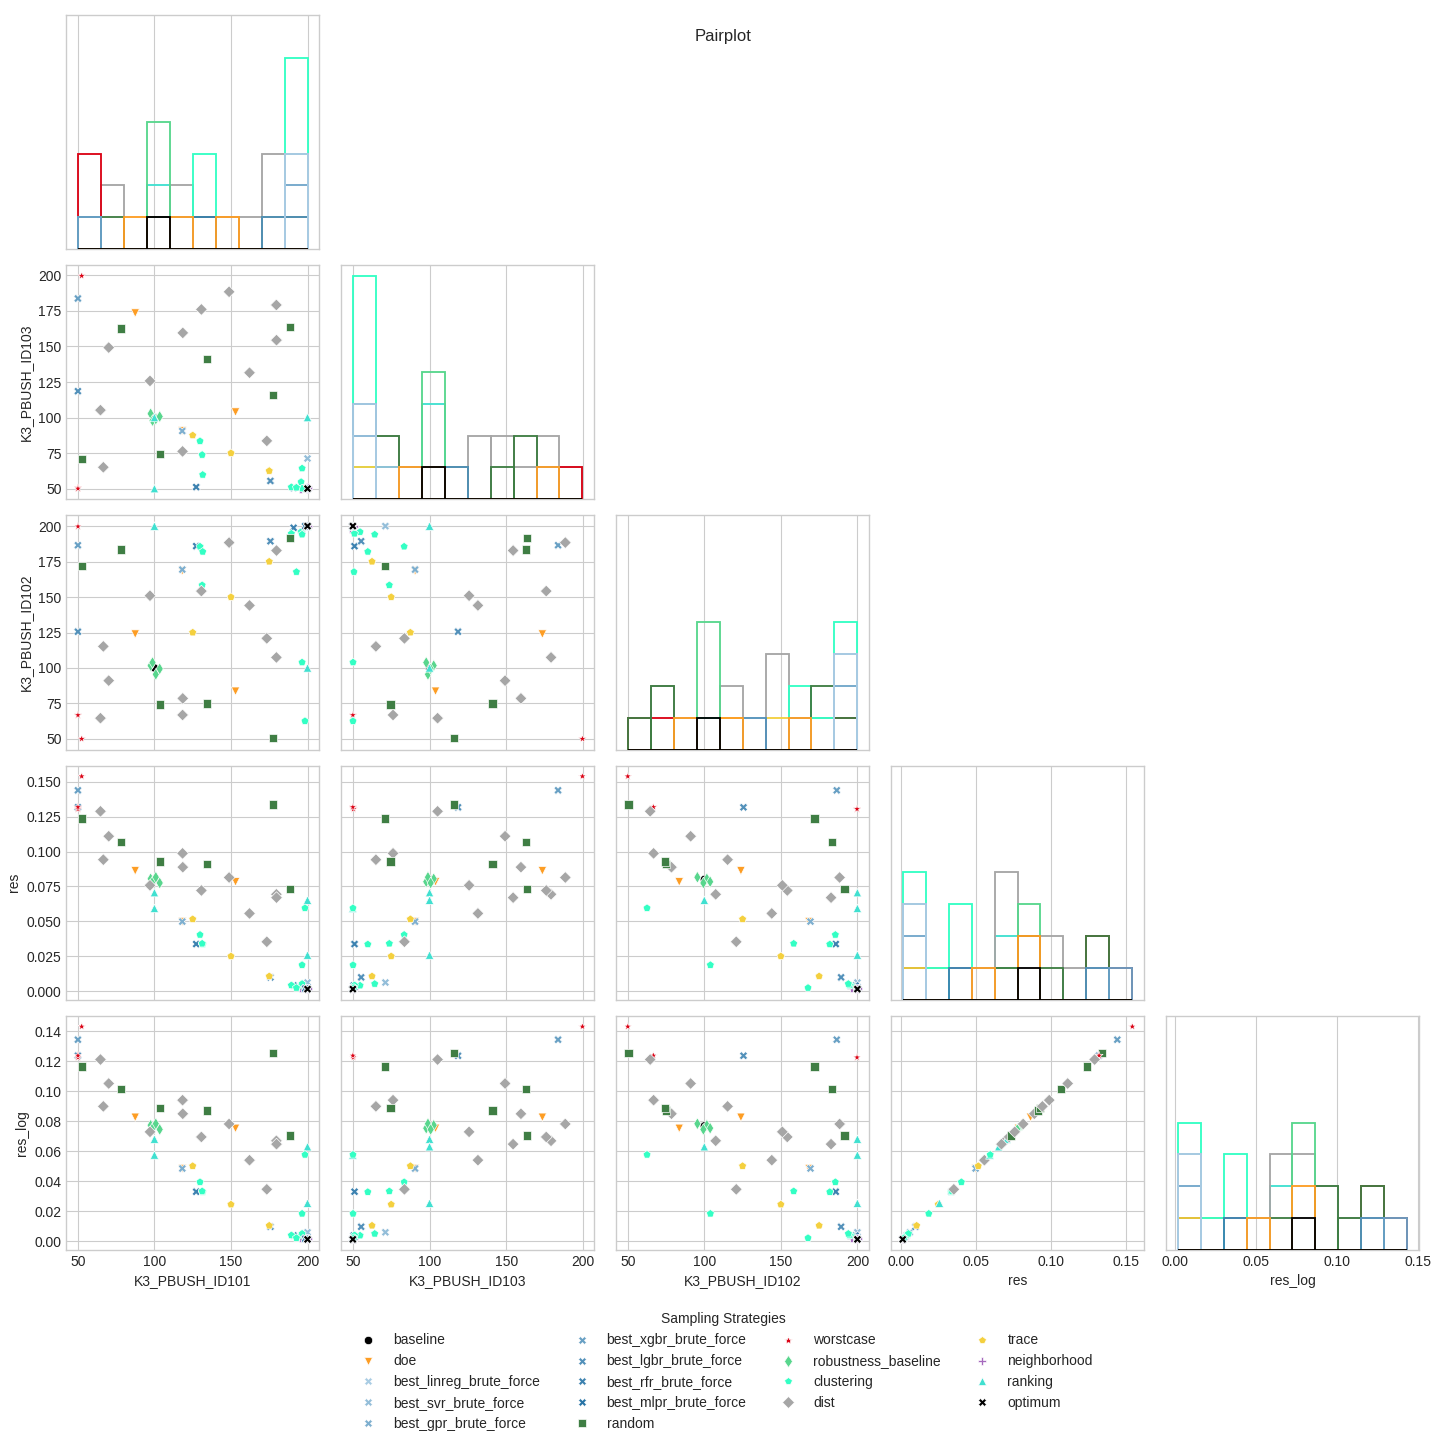 Pairplot
200
175
150
125
100
75
50
K3_PBUSH_ID103
200
175
150
125
100
75
50
K3_PBUSH_ID102
0.150
0.125
0.100
0.075
0.050
0.025
0.000
res
0.14
0.12
0.10
0.08
0.06
0.04
0.02
0.00
res_log
50 100 150 200 50 100 150 200 50 100 150 200 0.00 0.05 0.10 0.15 0.00 0.05 0.10 0.15
K3_PBUSH_ID101 K3_PBUSH_ID103 K3_PBUSH_ID102 res res_log
Sampling Strategies
baseline best_xgbr_brute_force worstcase trace
doe best_lgbr_brute_force robustness_baseline neighborhood
best_linreg_brute_force best_rfr_brute_force clustering ranking
best_svr_brute_force best_mlpr_brute_force dist optimum
best_gpr_brute_force random